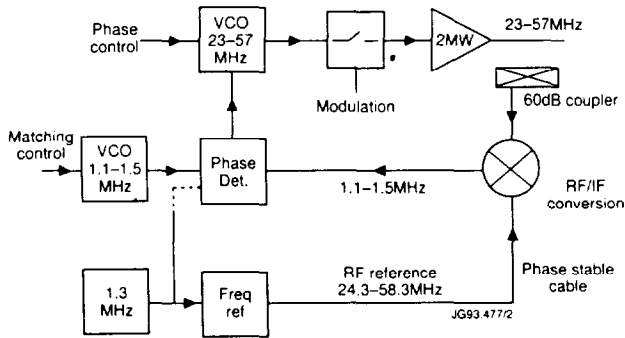 Phase
control
VCO
23–57
MHz
Modulation
2MW
23–57MHz
60dB coupler
Matching
control
VCO
1.1–1.5
MHz
Phase
Det.
1.1–1.5MHz
RF/IF
conversion
1.3
MHz
Freq
ref
RF reference
24.3–58.3MHz
Phase stable
cable
JG93.477/2